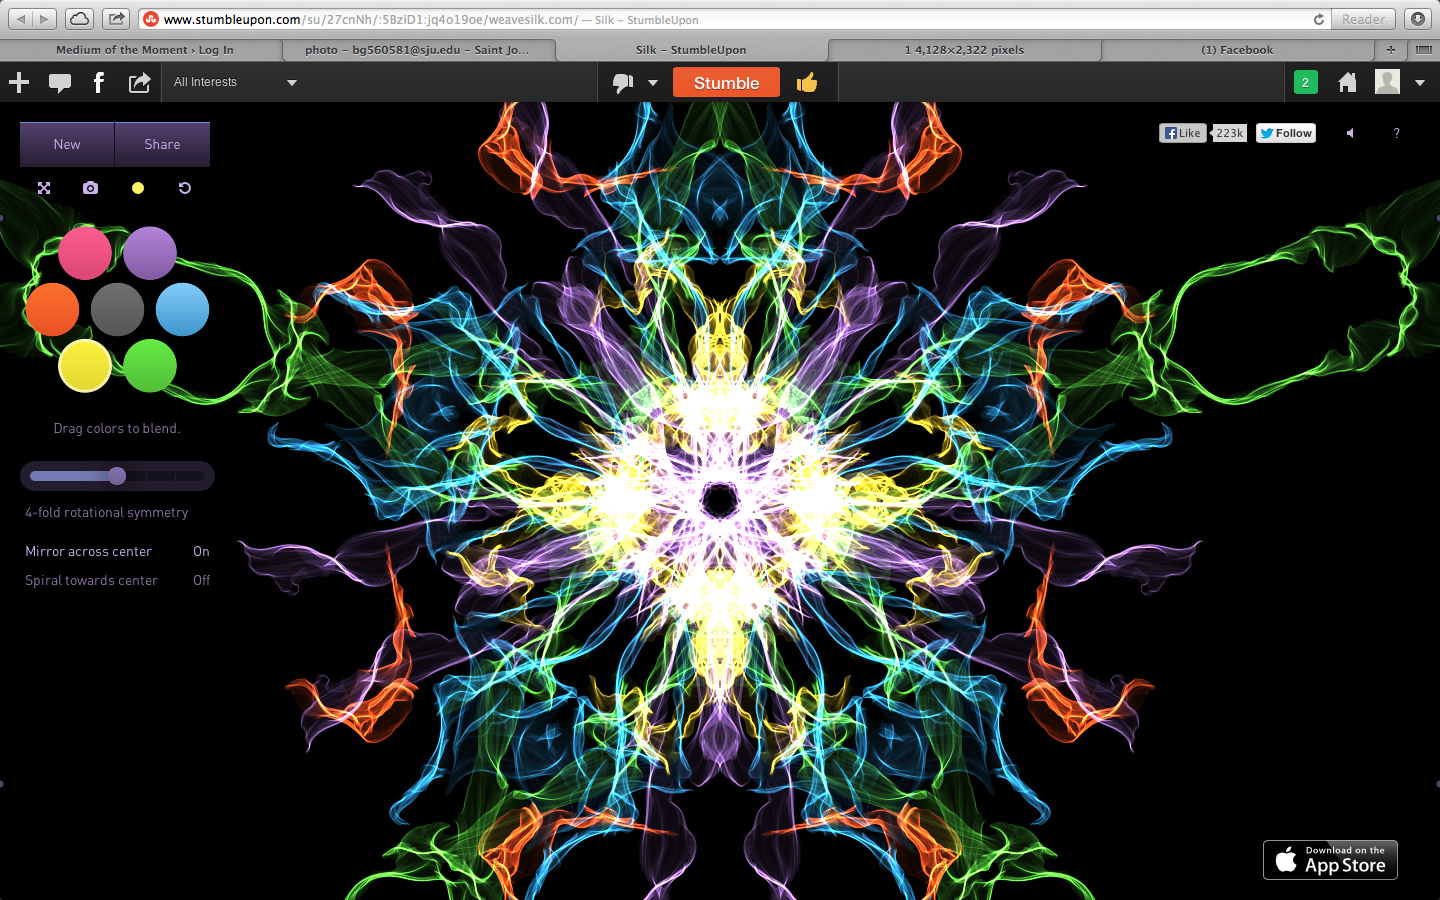 www.stumbleupon.com/su/27cnNh/:5BziD1:jq4o19oe/weavesilk.com/ — Silk – StumbleUpon
Reader
Medium of the Moment › Log In
photo – bg560581@sju.edu – Saint Jo...
Silk – StumbleUpon
1 4,128×2,322 pixels
(1) Facebook
All Interests
Stumble
2
New
Share
Like
223k
Follow
?
Drag colors to blend.
4-fold rotational symmetry
Mirror across center On
Spiral towards center Off
Download on the
App Store